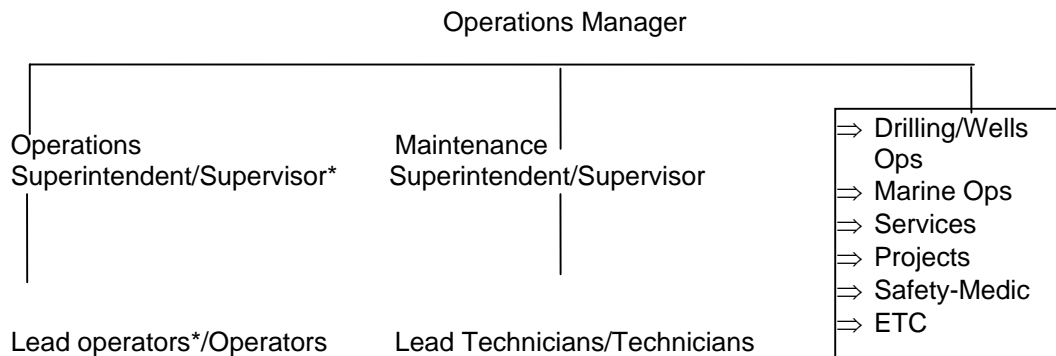 Operations Manager
Operations
Superintendent/Supervisor*
Maintenance
Superintendent/Supervisor
⇒ Drilling/Wells
Ops
⇒ Marine Ops
⇒ Services
⇒ Projects
⇒ Safety-Medic
⇒ ETC
Lead operators*/Operators
Lead Technicians/Technicians